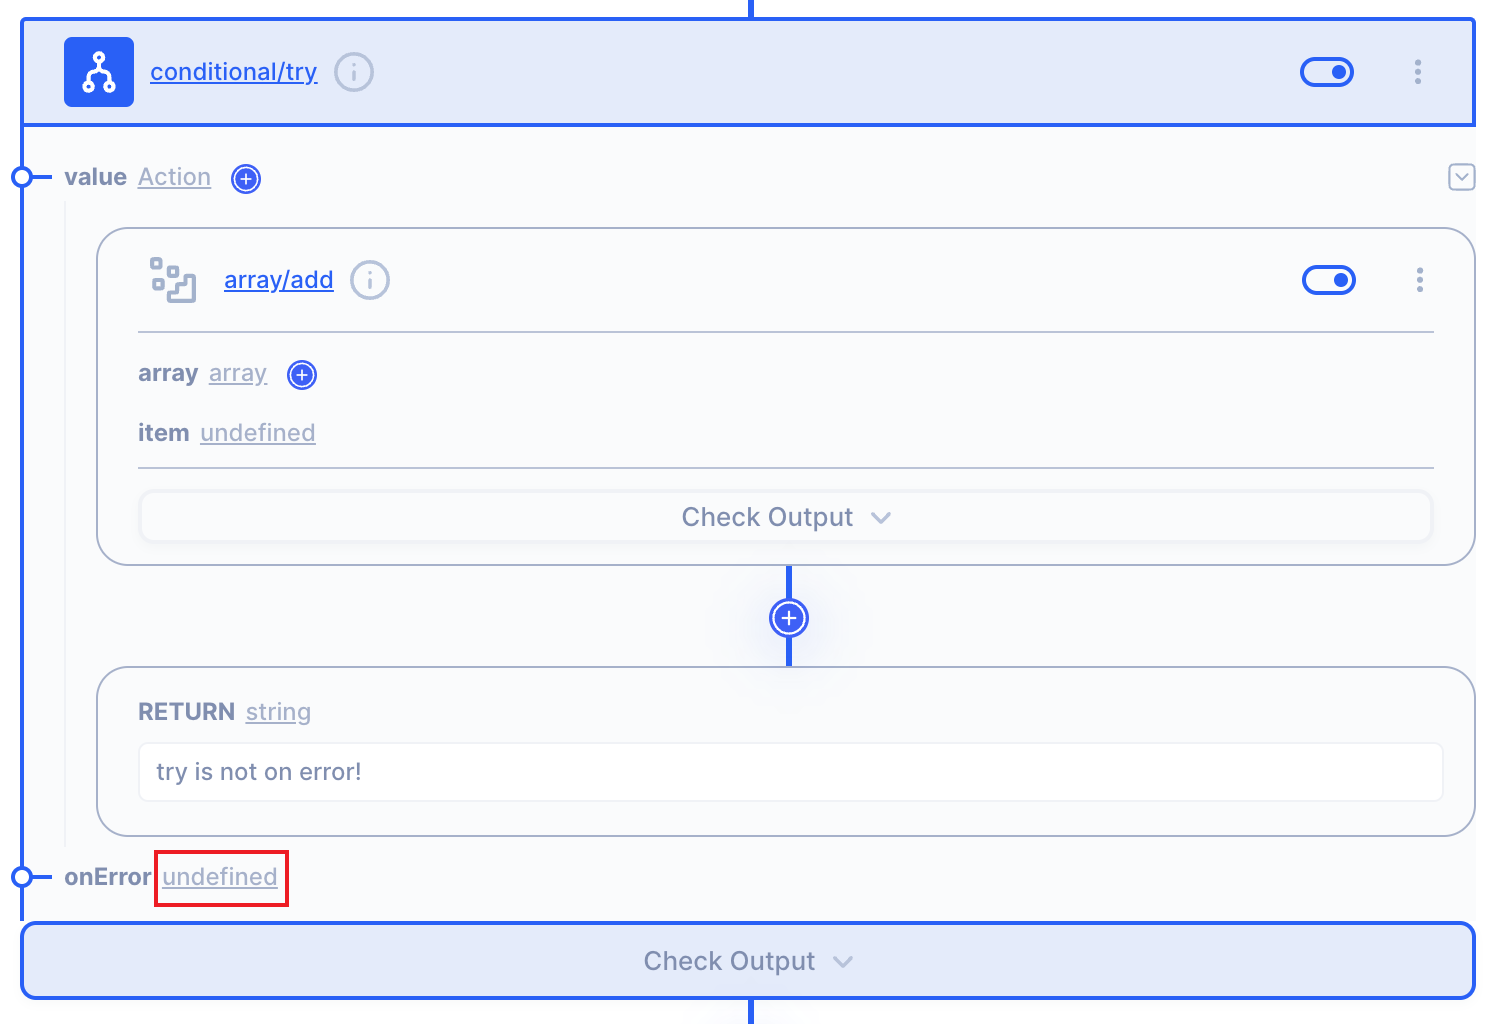 conditional/try
value Action
array/add
array array
item undefined
Check Output
RETURN string
try is not on error!
onError undefined
Check Output